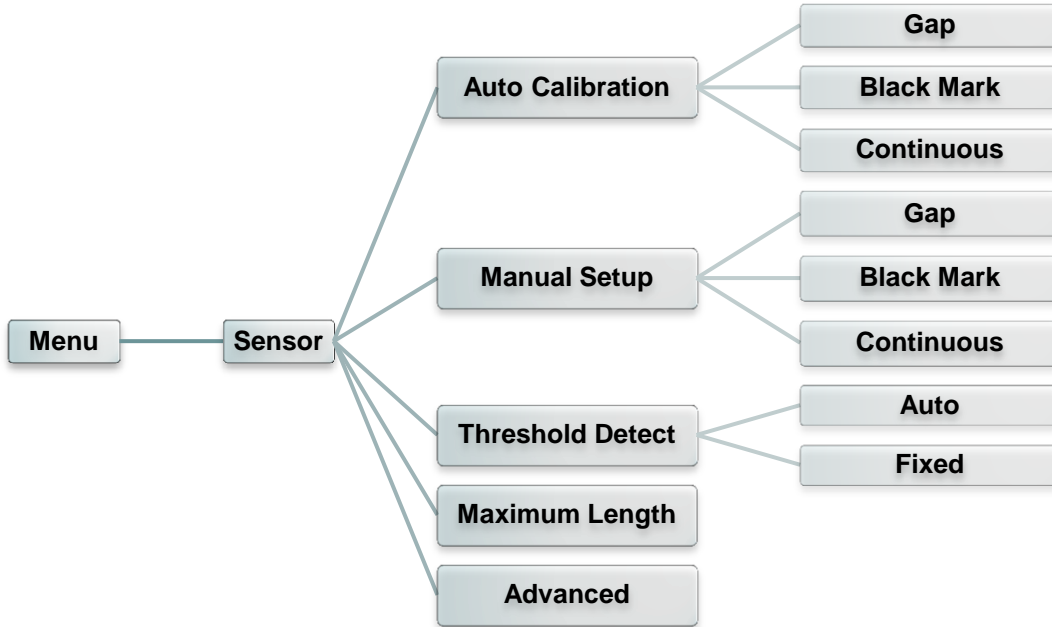 Menu
Sensor
Auto Calibration
Gap
Black Mark
Continuous
Manual Setup
Gap
Black Mark
Continuous
Threshold Detect
Auto
Fixed
Maximum Length
Advanced